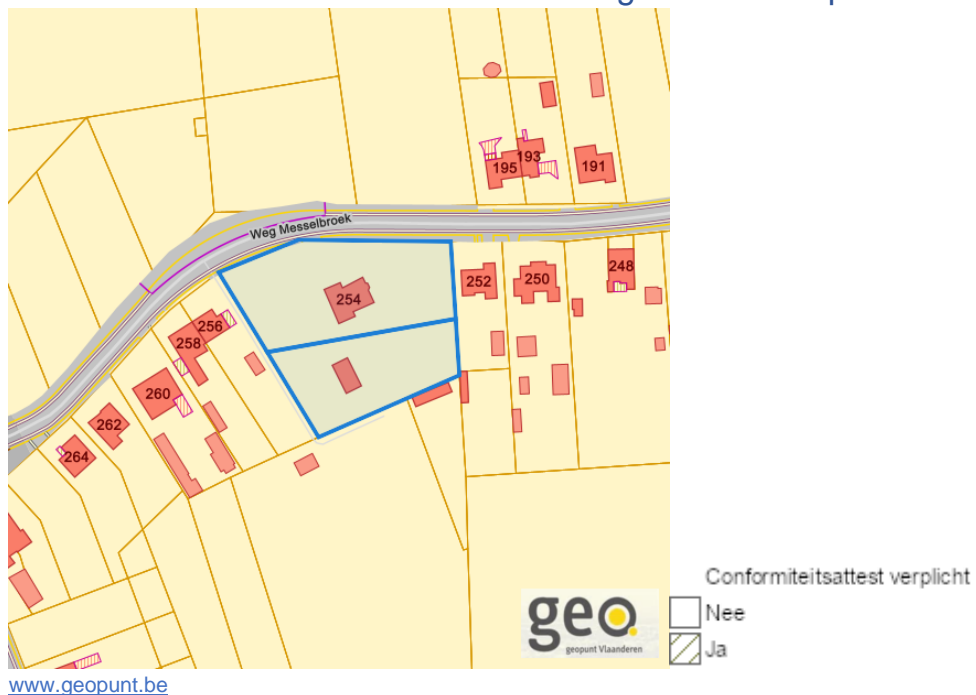 195
193
191
Weg Messelbroek
254
252
250
248
256
258
260
262
264
Conformiteitsattest verplicht
Nee
Ja
geo.
geopunt Vlaanderen
www.geopunt.be